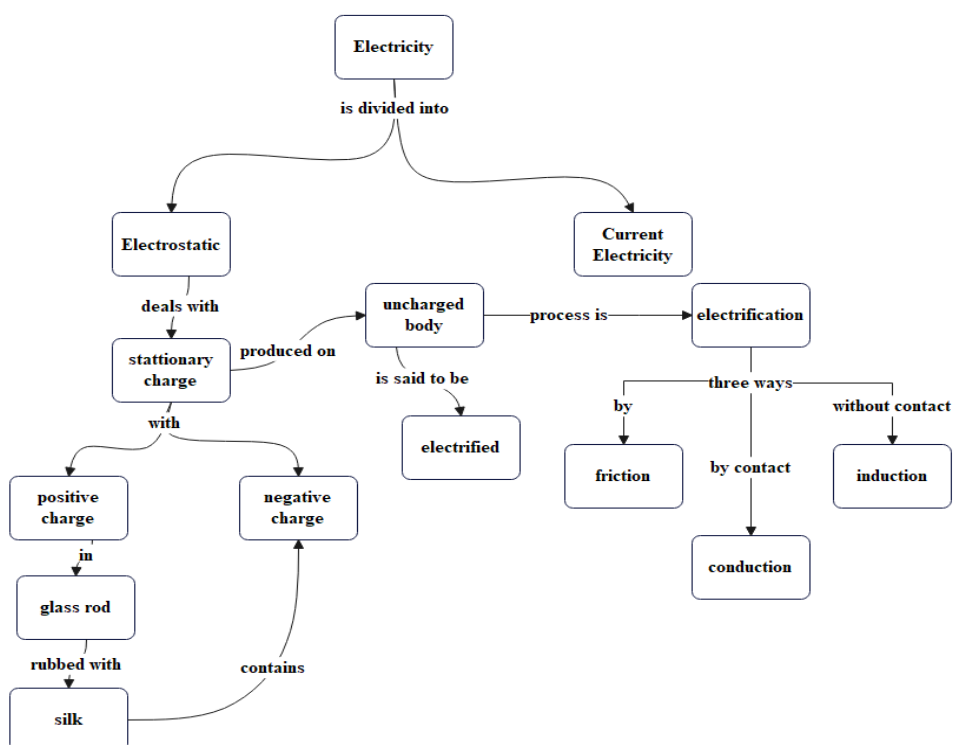 Electricity
is divided into
Electrostatic
Current
Electricity
deals with
uncharged
body
process is
electrification
produced on
stattionary
charge
is said to be
three ways
with
by
without contact
electrified
by contact
friction
induction
positive
charge
negative
charge
in
conduction
glass rod
rubbed with
contains
silk